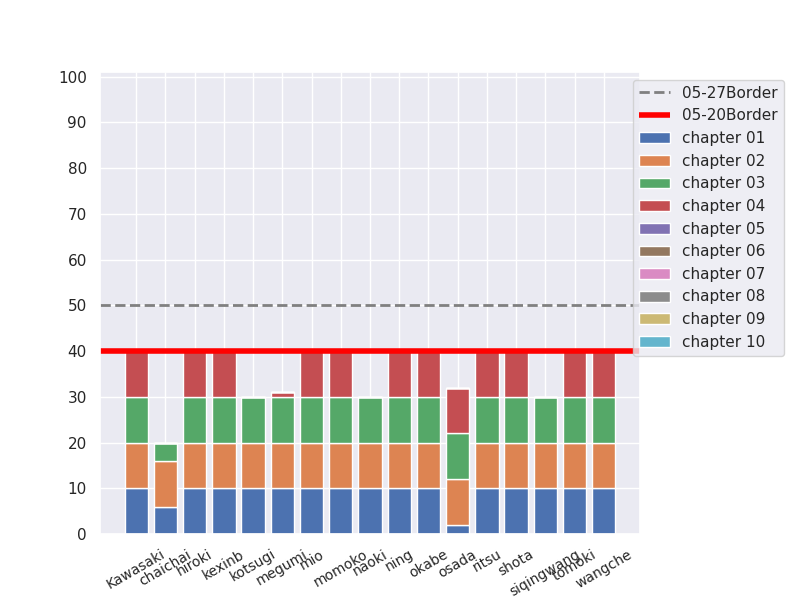 100
90
80
70
60
50
40
30
20
10
0
05-27Border
05-20Border
chapter 01
chapter 02
chapter 03
chapter 04
chapter 05
chapter 06
chapter 07
chapter 08
chapter 09
chapter 10
Kawasaki
chaichai
hiroki
kexinb
kotsugi
megumi
mio
momoko
naoki
ning
okabe
osada
ritsu
shota
siqingwang
tomoki
wangche